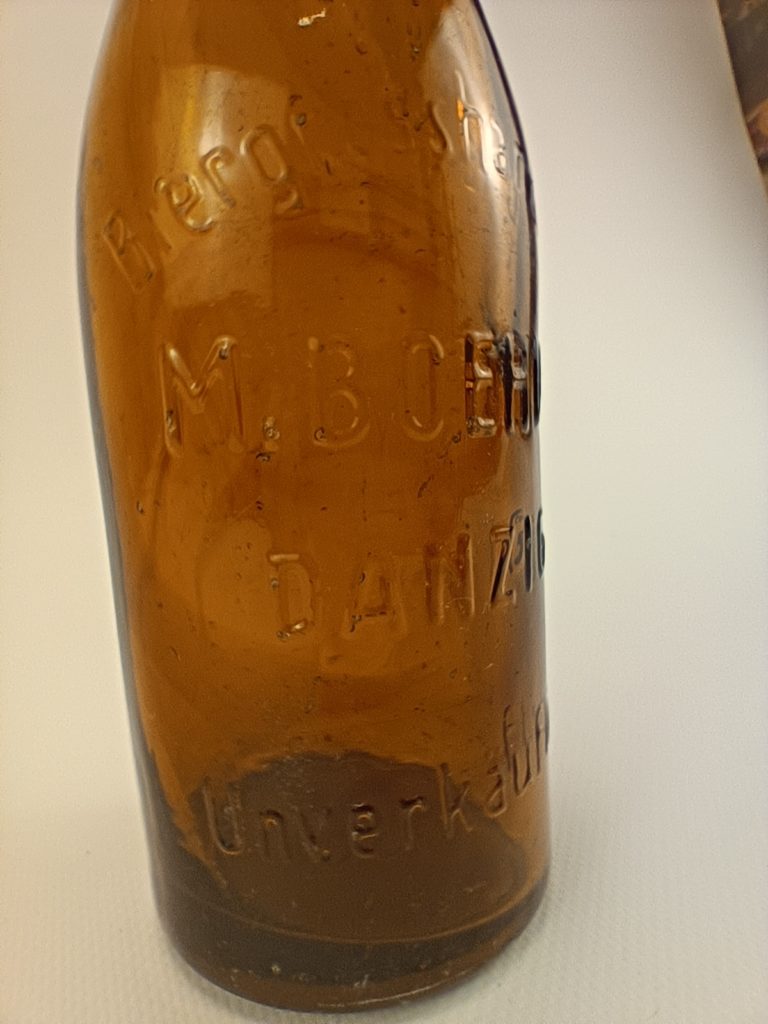 M. BOEH
DANZIG
Unverkäufl